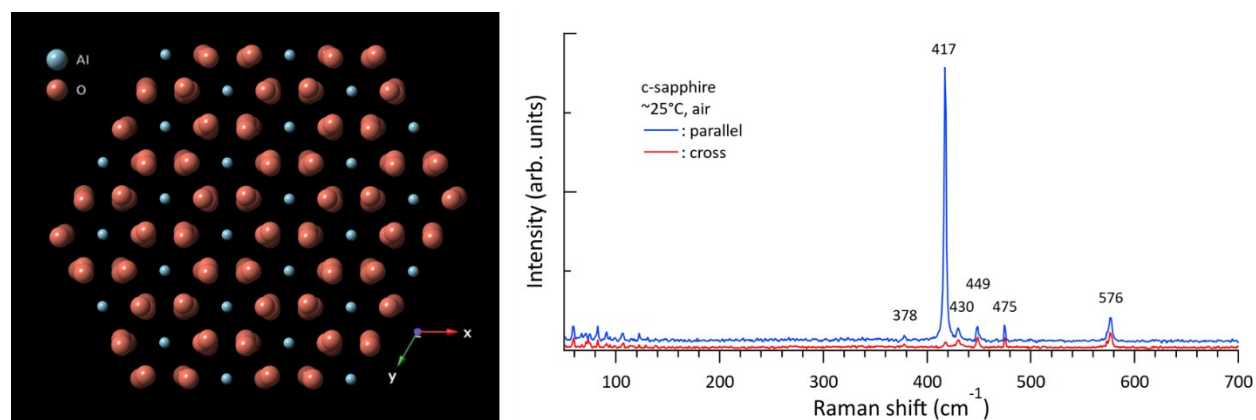 Al
O
x
y
Intensity (arb. units)
c-sapphire
~25°C, air
: parallel
: cross
417
378
430
449
475
576
100
200
300
400
500
600
700
Raman shift (cm⁻¹)